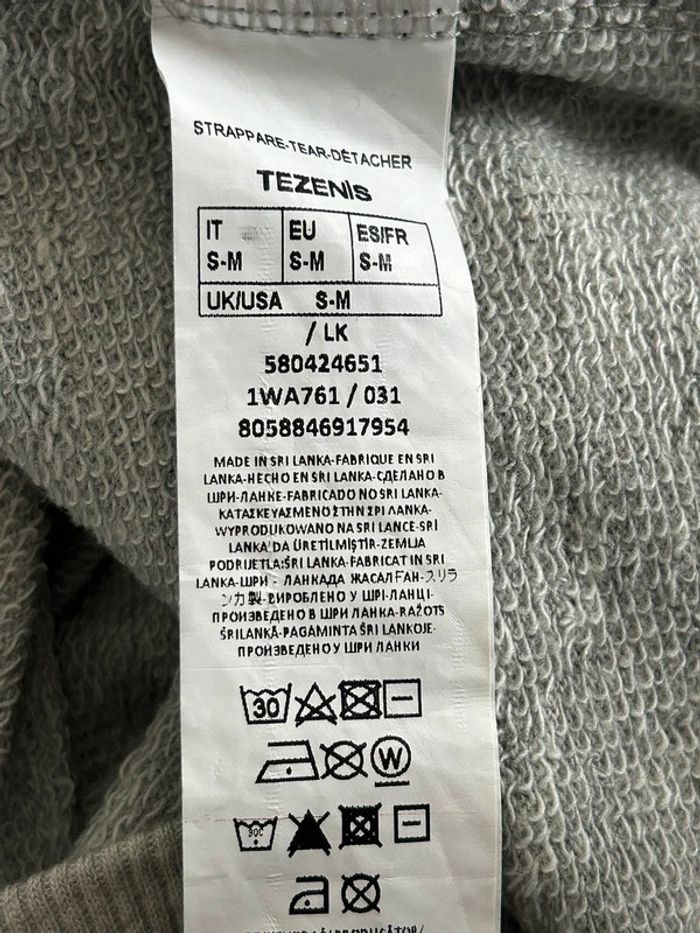 STRAPPARE-TEAR-DÉTACHER
TEZENIS
IT EU ES/FR
S-M S-M S-M
UK/USA S-M
/ LK
580424651
1WA761 / 031
8058846917954
MADE IN SRI LANKA-FABRIQUE EN SRI
LANKA-HECHO EN SRI LANKA-СДЕЛАНО В
ШРИ-ЛАНКЕ-FABRICADO NO SRI LANKA-
ΚΑΤΑΣΚΕΥΑΣΜΕΝΟ ΣΤΗΝ ΣΡΙ ΛΑΝΚΑ-
WYPRODUKOWANO NA SRI LANCE-SRI
LANKA'DA ÜRETİLMİŞTİR-ZEMLJA
PODRIJETLA:ŠRI LANKA-FABRICAT IN SRI
LANKA-ШРИ - ЛАНКАДА ЖАСАЛҒАН-スリラ
ンカ製-ВИРОБЛЕНО У ШРІ-ЛАНЦІ-
ПРОИЗВЕДЕНО В ШРИ ЛАНКА-RAŽOTS
ŠRILANKĀ-PAGAMINTA ŠRI LANKOJE-
ПРОИЗВЕДЕНО У ШРИ ЛАНКИ
30
W